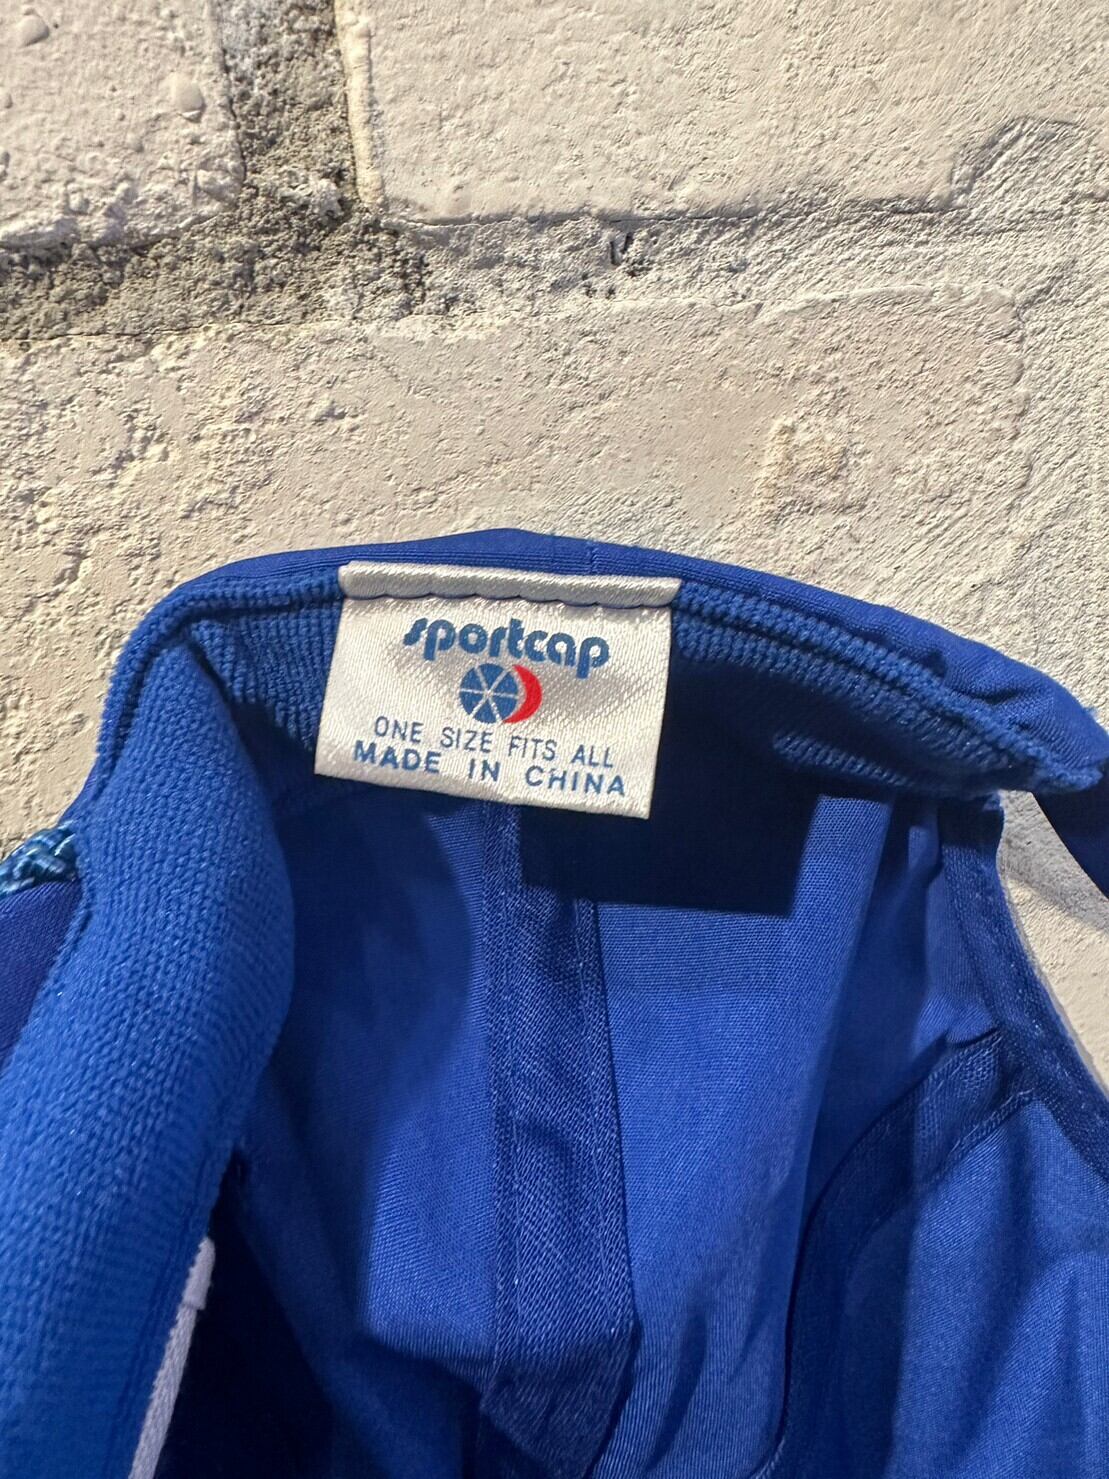 sportcap
ONE SIZE FITS ALL
MADE IN CHINA